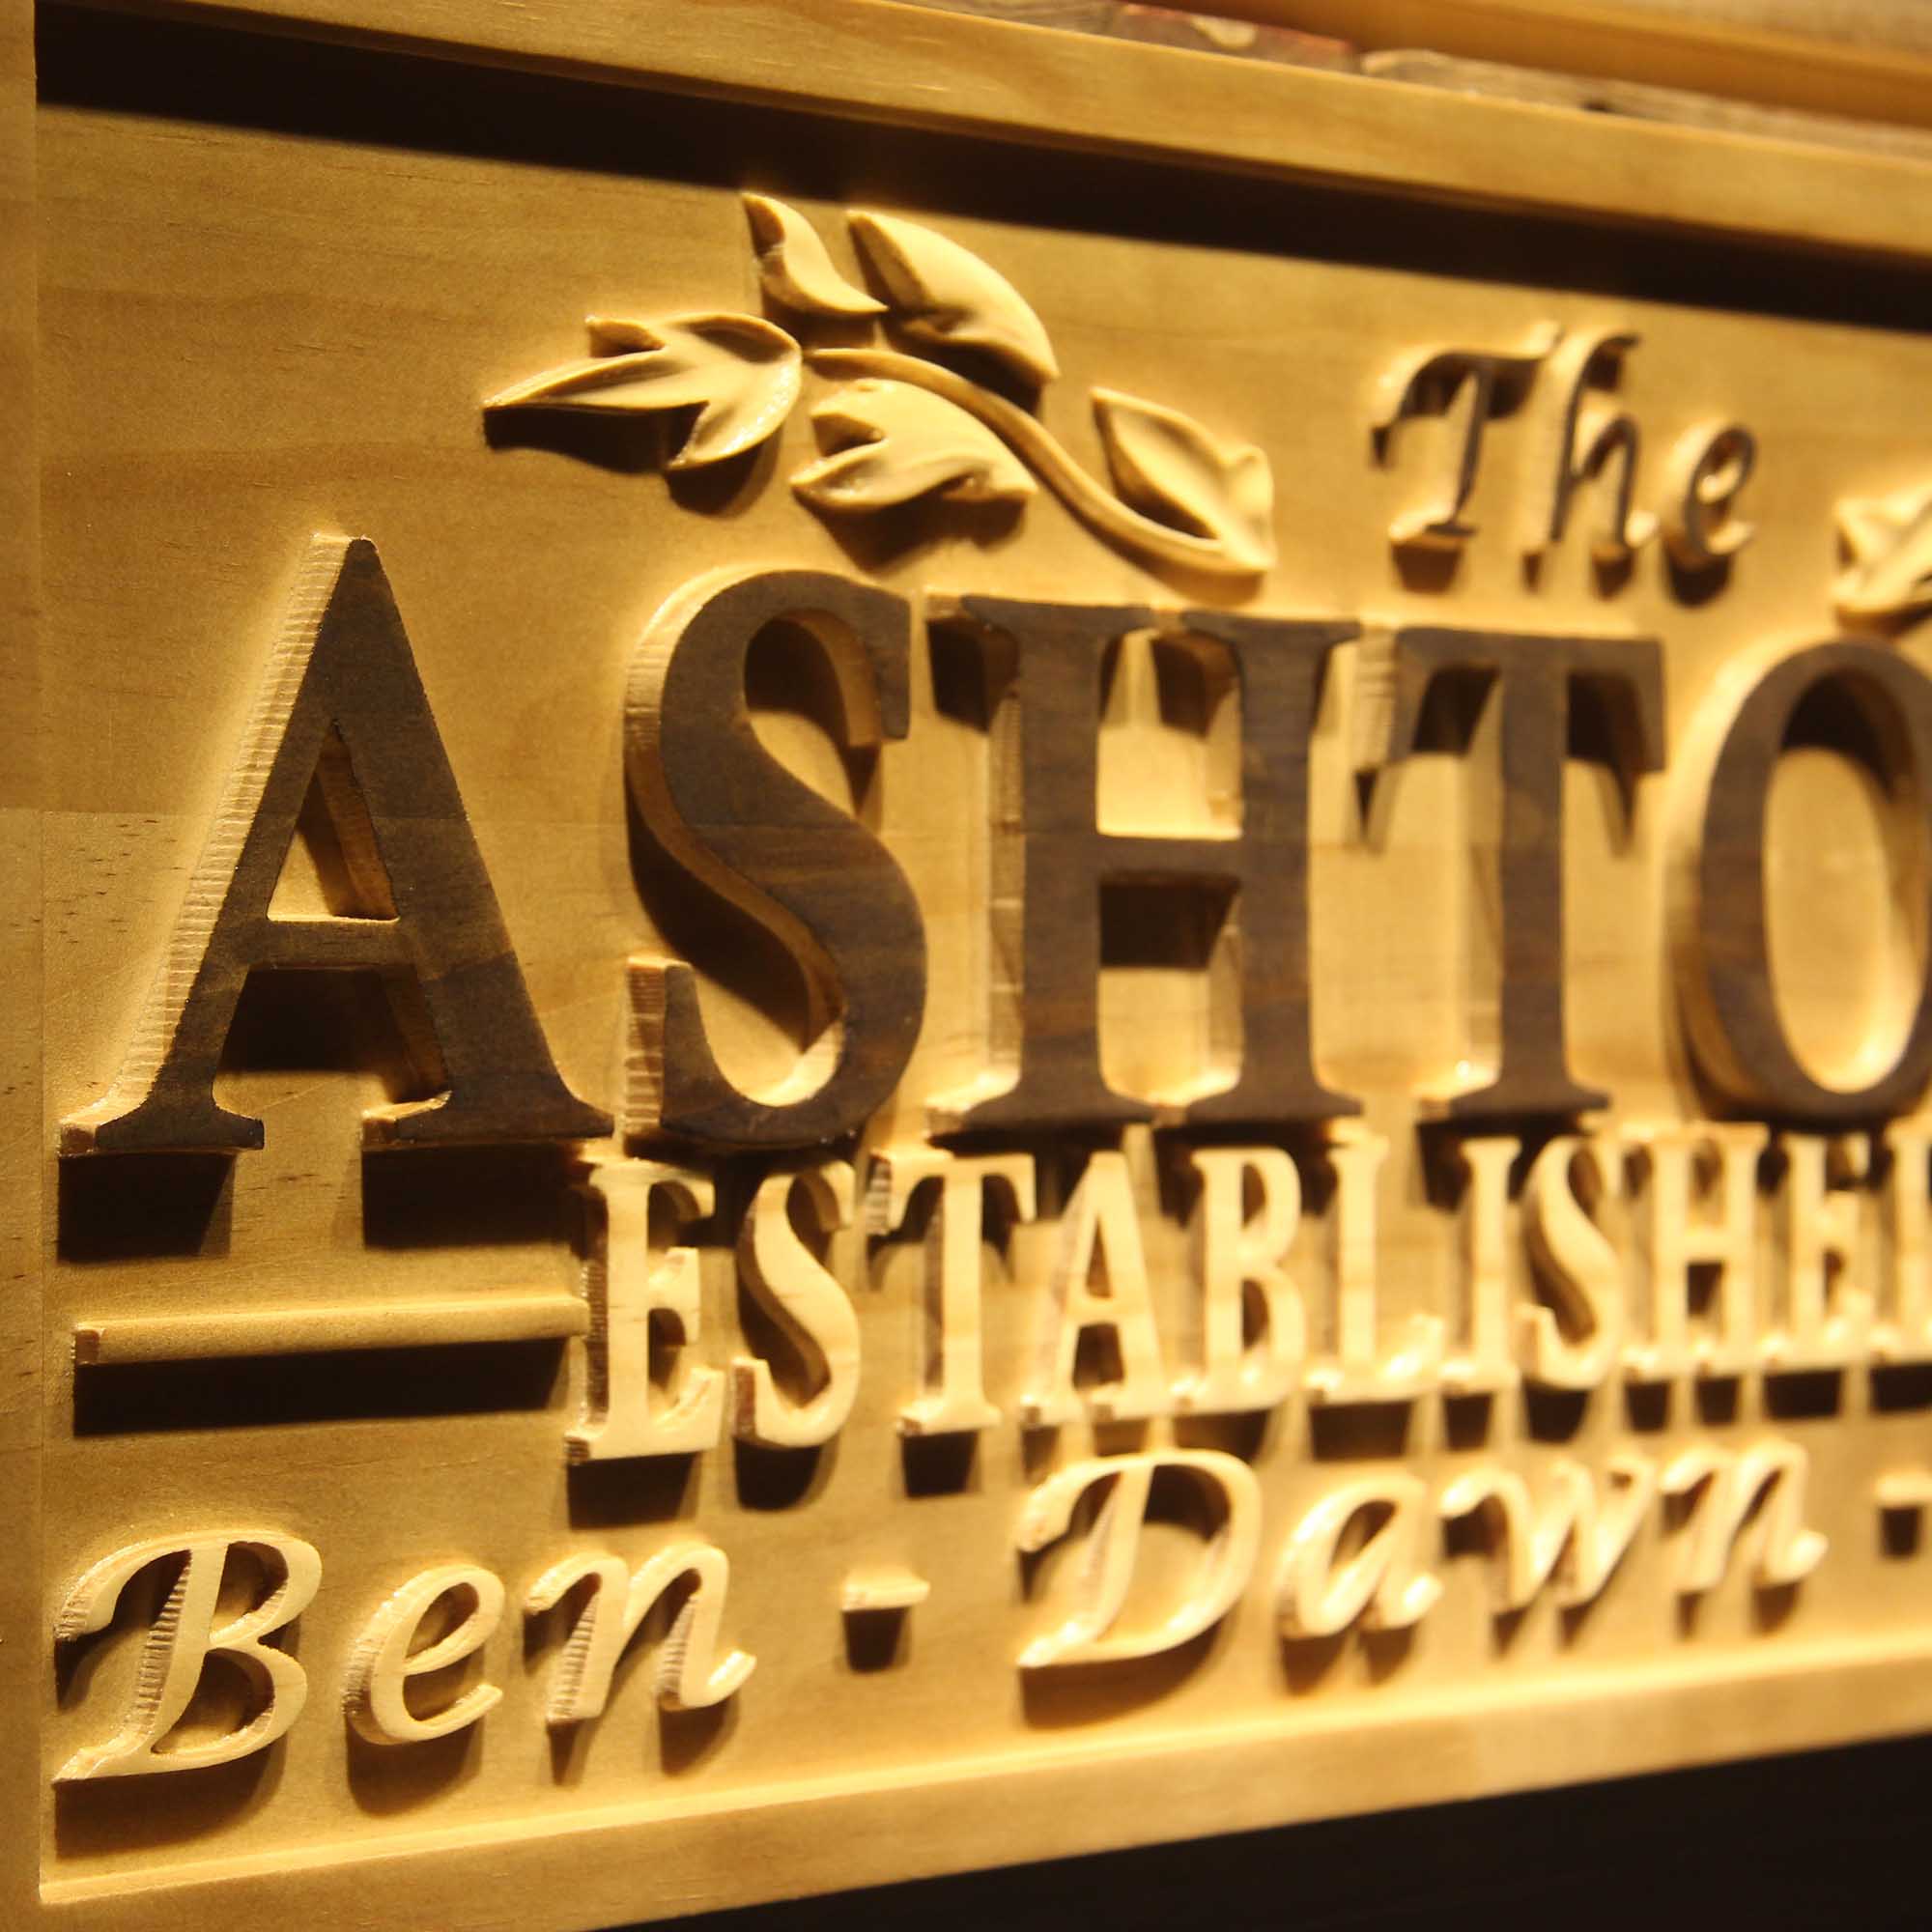 The
ASHTO
ESTABLISHE
Ben - Dawn -